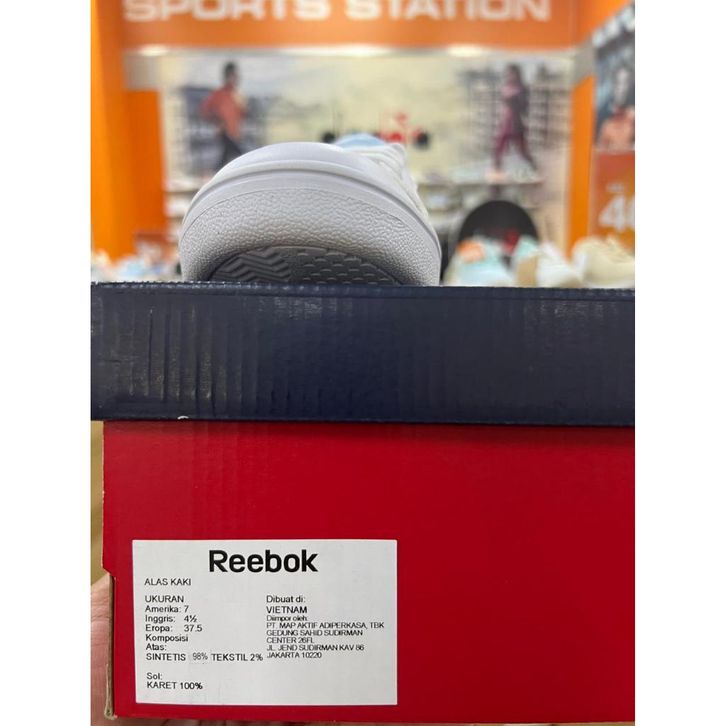 SPORTS STATION
Reebok
ALAS KAKI
UKURAN
Amerika: 7
Inggris: 4½
Eropa: 37.5
Komposisi
Atas:
SINTETIS 98% TEKSTIL 2%
Sol:
KARET 100%
Dibuat di:
VIETNAM
Diimpor oleh:
PT. MAP AKTIF ADIPERKASA, TBK
GEDUNG SAHID SUDIRMAN
CENTER 26FL
JL. JEND SUDIRMAN KAV 86
JAKARTA 10220